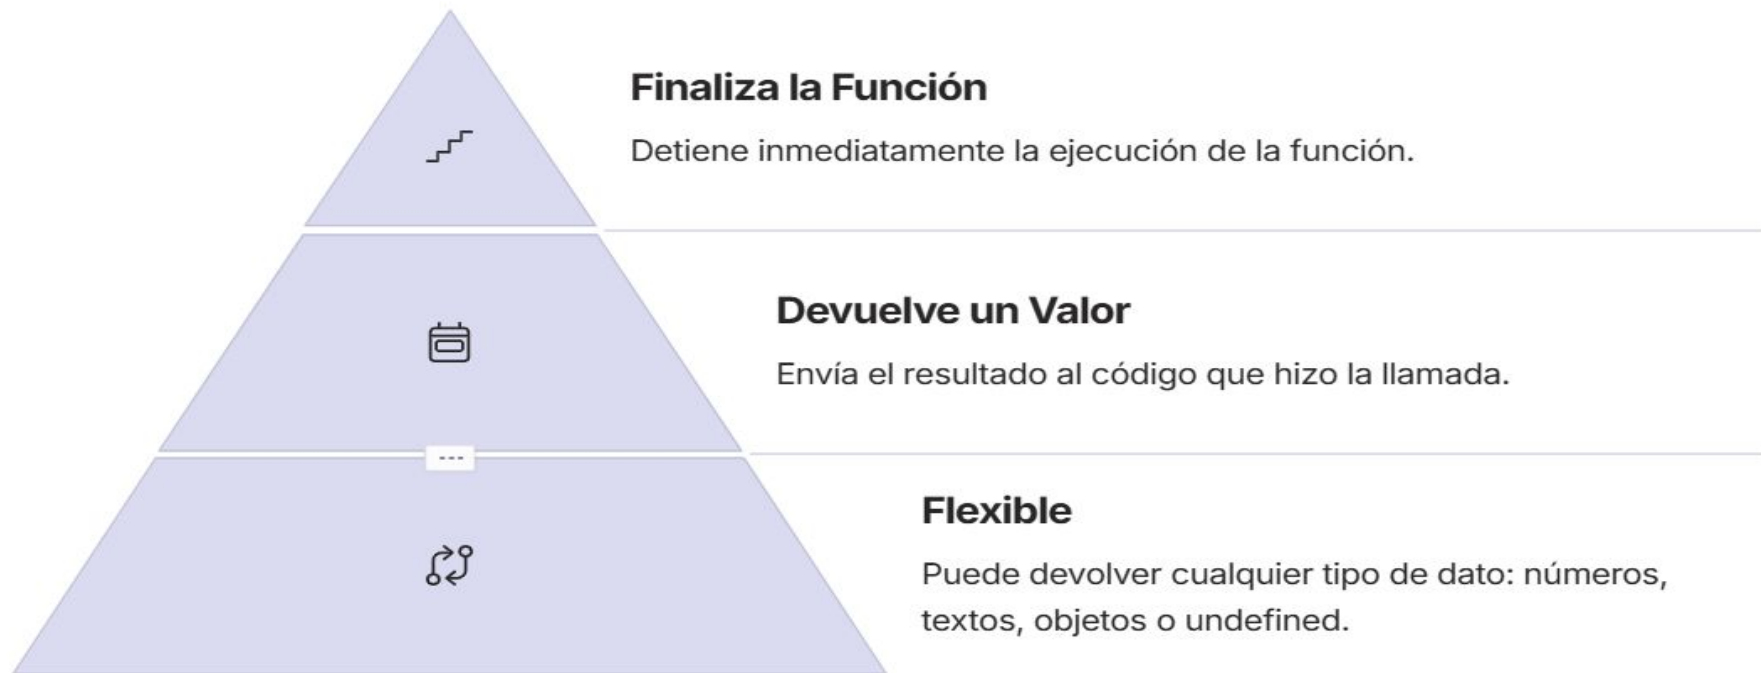 Finaliza la Función
Detiene inmediatamente la ejecución de la función.
Devuelve un Valor
Envía el resultado al código que hizo la llamada.
Flexible
Puede devolver cualquier tipo de dato: números,
textos, objetos o undefined.